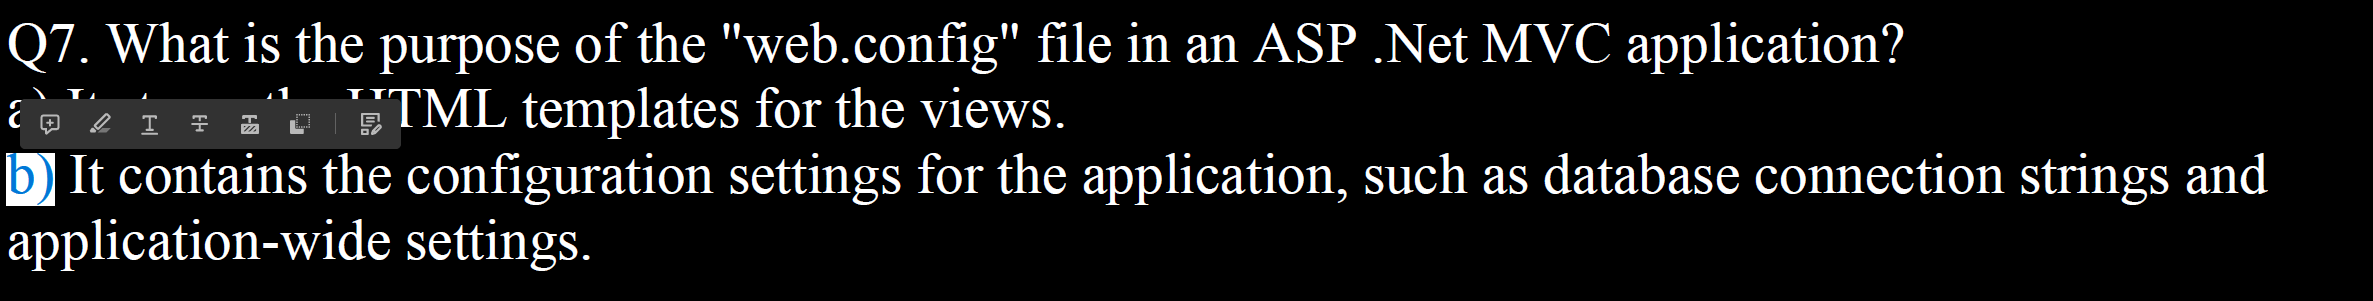 Q7. What is the purpose of the "web.config" file in an ASP .Net MVC application?
a) HTML templates for the views.
b) It contains the configuration settings for the application, such as database connection strings and
application-wide settings.